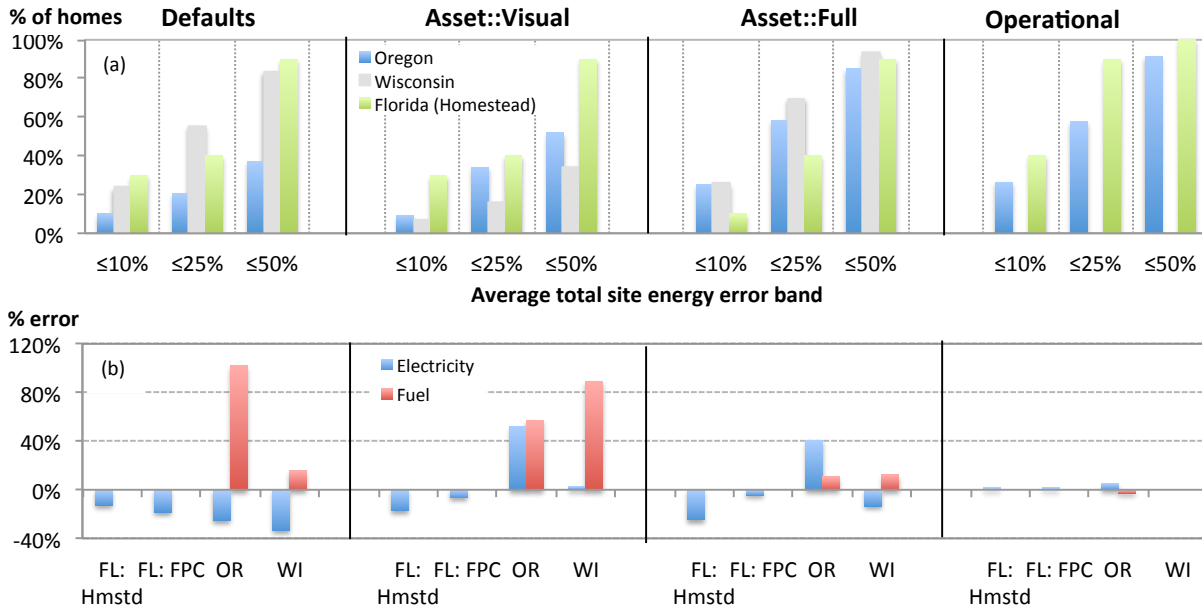 % of homes
Defaults
Asset::Visual
Asset::Full
Operational
100%
80%
60%
40%
20%
0%
(a)
Oregon
Wisconsin
Florida (Homestead)
≤10% ≤25% ≤50%
≤10% ≤25% ≤50%
≤10% ≤25% ≤50%
≤10% ≤25% ≤50%
Average total site energy error band
% error
120%
80%
40%
0%
-40%
(b)
Electricity
Fuel
FL: FL: FPC OR WI
Hmstd
FL: FL: FPC OR WI
Hmstd
FL: FL: FPC OR WI
Hmstd
FL: FL: FPC OR WI
Hmstd